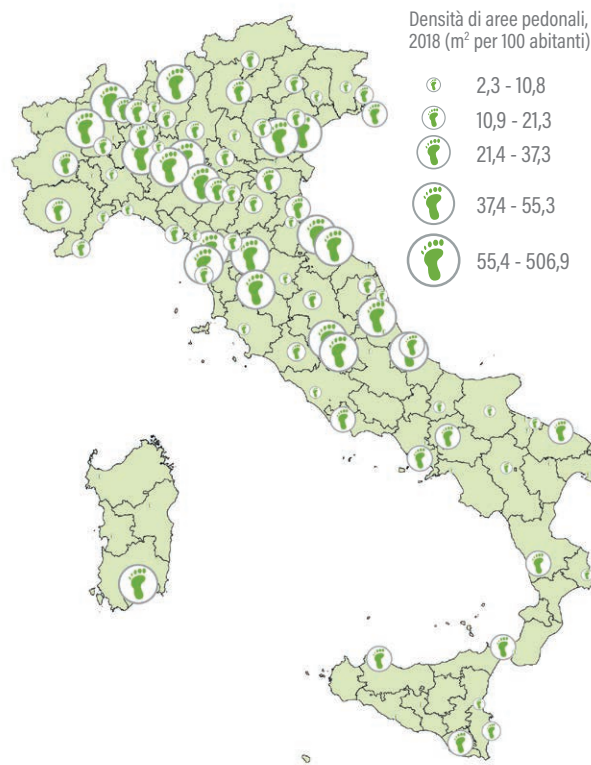 Densità di aree pedonali,
2018 (m² per 100 abitanti)
2,3 - 10,8
10,9 - 21,3
21,4 - 37,3
37,4 - 55,3
55,4 - 506,9